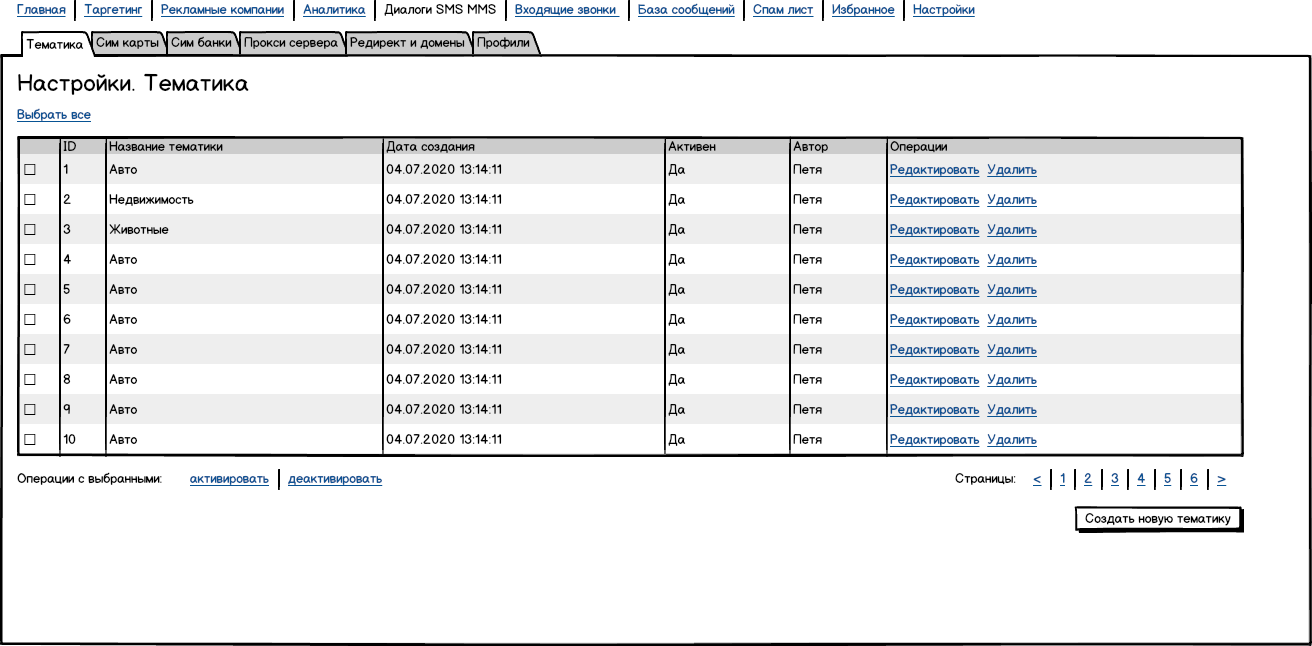 Главная Таргетинг Рекламные компании Аналитика Диалоги SMS MMS Входящие звонки База сообщений Спам лист Избранное Настройки
Тематика Сим карты Сим банки Прокси сервера Редирект и домены Профили
Настройки. Тематика
Выбрать все
ID Название тематики Дата создания Активен Автор Операции
1 Авто 04.07.2020 13:14:11 Да Петя Редактировать Удалить
2 Недвижимость 04.07.2020 13:14:11 Да Петя Редактировать Удалить
3 Животные 04.07.2020 13:14:11 Да Петя Редактировать Удалить
4 Авто 04.07.2020 13:14:11 Да Петя Редактировать Удалить
5 Авто 04.07.2020 13:14:11 Да Петя Редактировать Удалить
6 Авто 04.07.2020 13:14:11 Да Петя Редактировать Удалить
7 Авто 04.07.2020 13:14:11 Да Петя Редактировать Удалить
8 Авто 04.07.2020 13:14:11 Да Петя Редактировать Удалить
9 Авто 04.07.2020 13:14:11 Да Петя Редактировать Удалить
10 Авто 04.07.2020 13:14:11 Да Петя Редактировать Удалить
Операции с выбранными: активировать деактивировать Страницы: < 1 2 3 4 5 6 >
Создать новую тематику